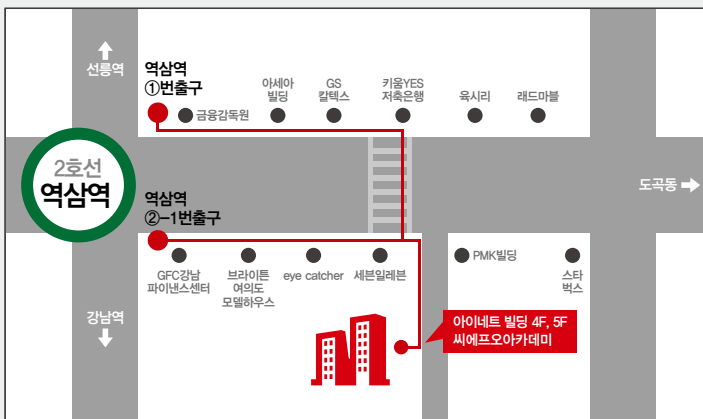 선릉역
역삼역
①번출구
금융감독원
아세아
빌딩
GS
칼텍스
키움YES
저축은행
육시리
래드마블
2호선
역삼역
도곡동
역삼역
②-1번출구
GFC강남
파이낸스센터
브라이튼
여의도
모델하우스
eye catcher
세븐일레븐
PMK빌딩
스타
벅스
강남역
아이네트 빌딩 4F, 5F
씨에프오아카데미